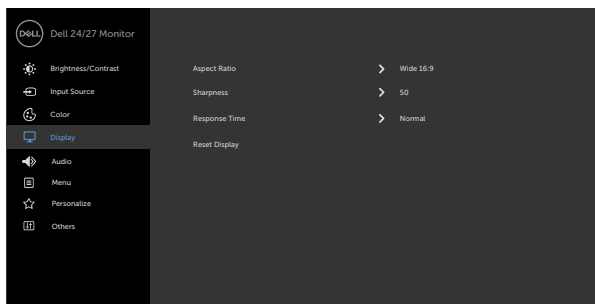 DELL Dell 24/27 Monitor
Brightness/Contrast
Input Source
Color
Display
Audio
Menu
Personalize
Others
Aspect Ratio Wide 16:9
Sharpness 50
Response Time Normal
Reset Display